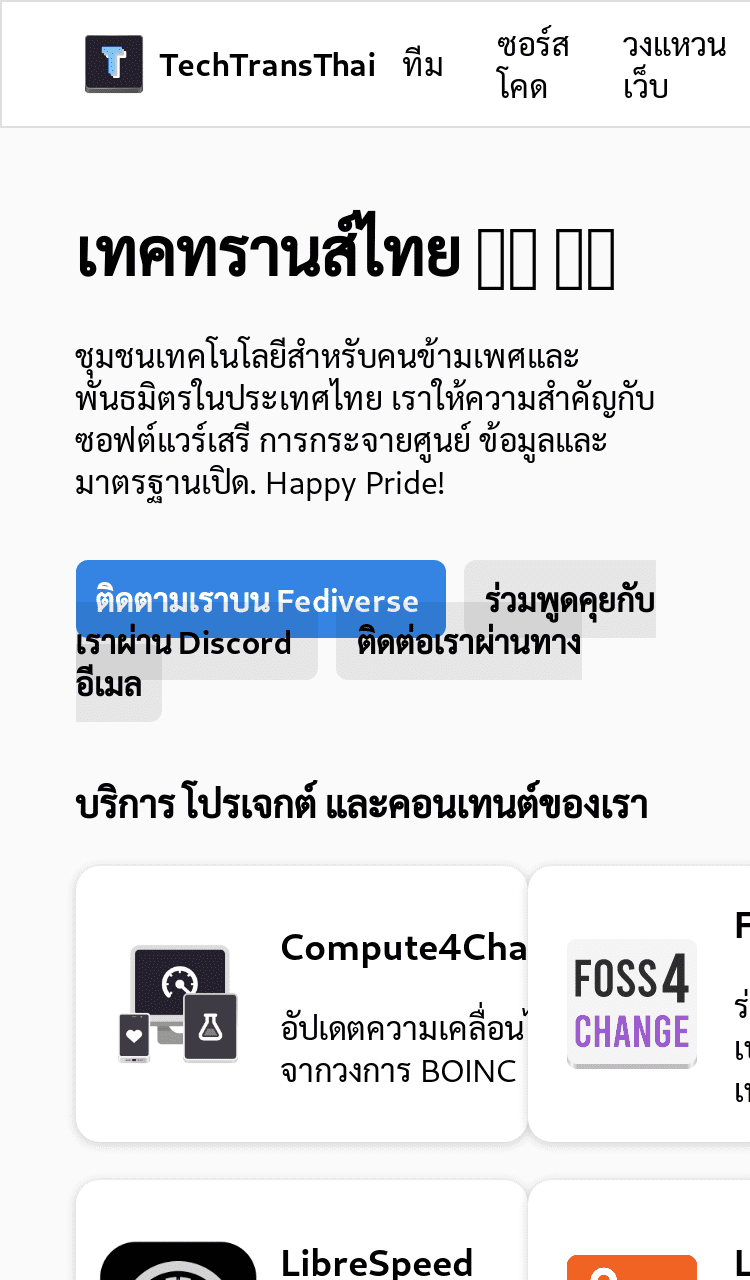 TechTransThai ทีม ซอร์สโคด วงแหวนเว็บ
เทคทรานส์ไทย
ชุมชนเทคโนโลยีสำหรับคนข้ามเพศและ
พันธมิตรในประเทศไทย เราให้ความสำคัญกับ
ซอฟต์แวร์เสรี การกระจายศูนย์ ข้อมูลและ
มาตรฐานเปิด. Happy Pride!
ติดตามเราบน Fediverse ร่วมพูดคุยกับ
เราผ่าน Discord ติดต่อเราผ่านทาง
อีเมล
บริการ โปรเจกต์ และคอนเทนต์ของเรา
Compute4Cha
อัปเดตความเคลื่อนไ
จากวงการ BOINC
FOSS4
CHANGE
LibreSpeed